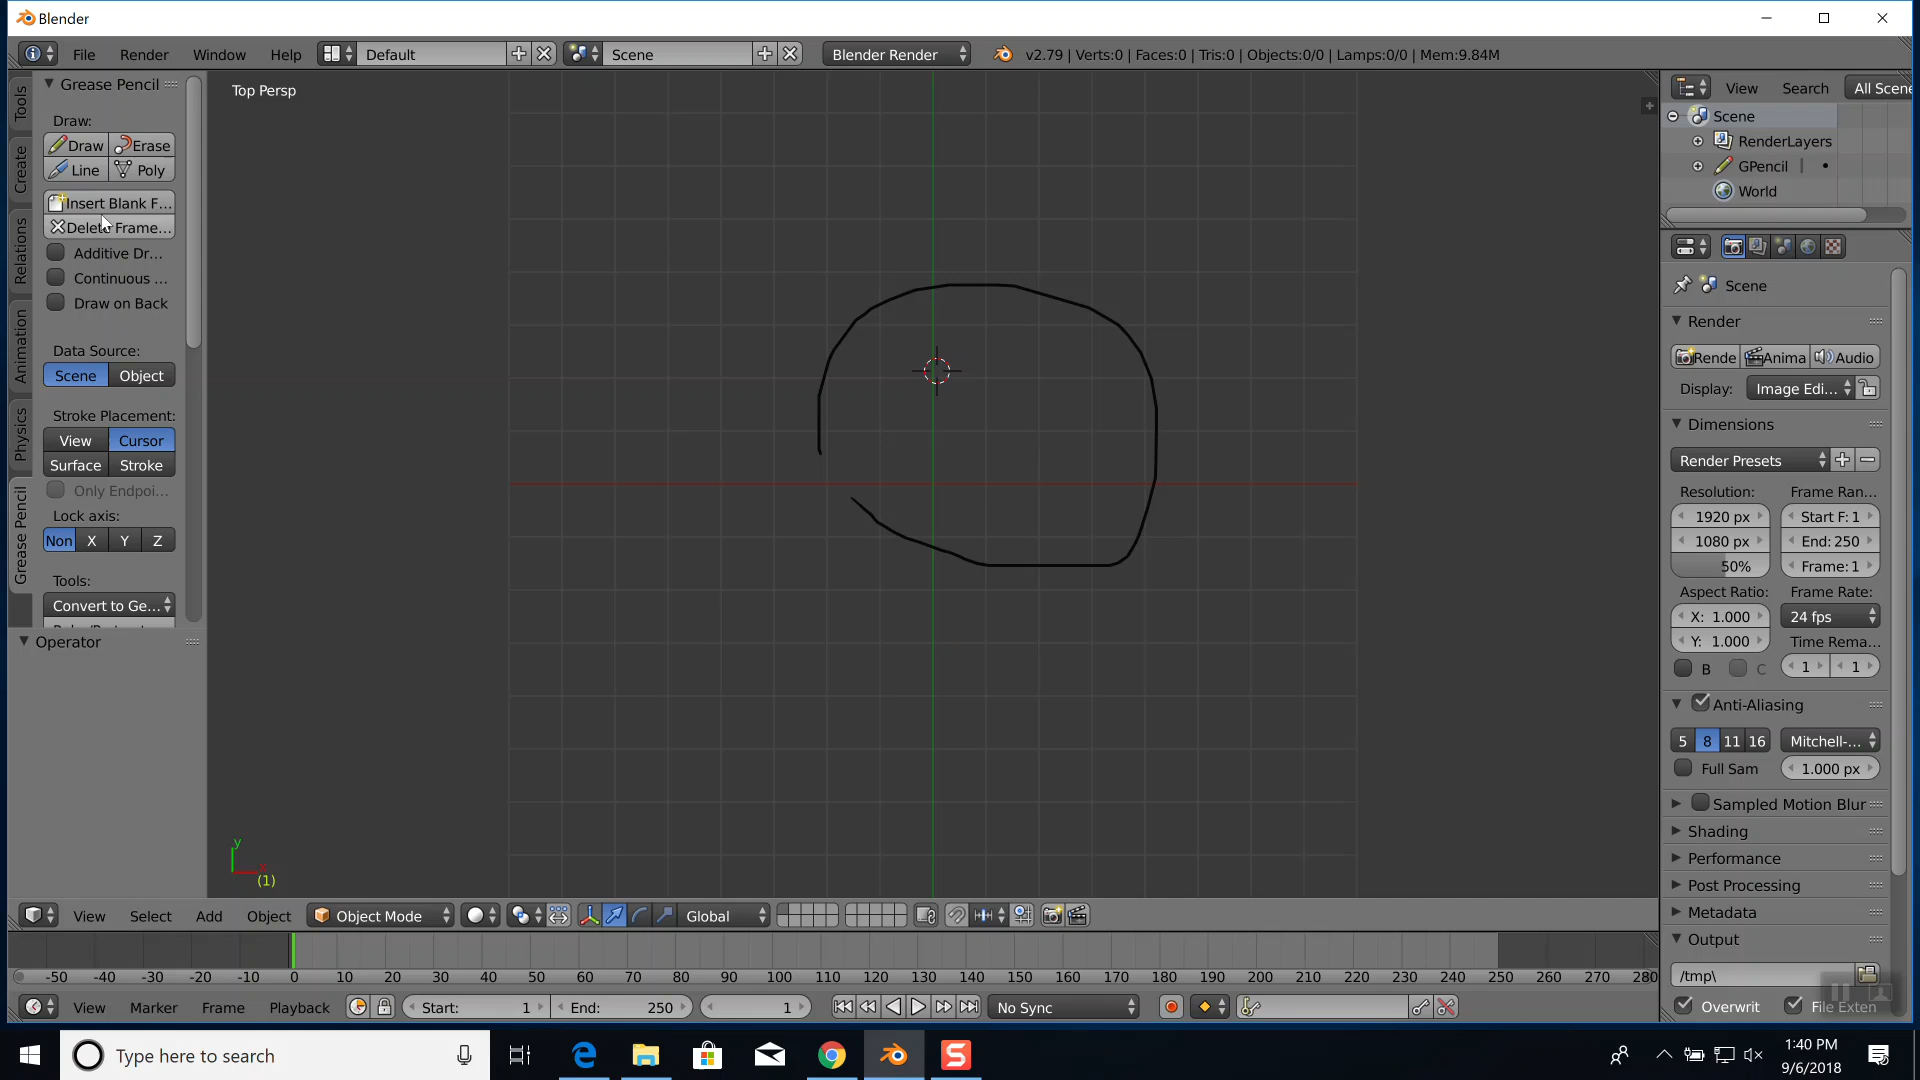 Blender
File Render Window Help Default Scene Blender Render v2.79 | Verts:0 | Faces:0 | Tris:0 | Objects:0/0 | Lamps:0/0 | Mem:9.84M
Tools
Create
Relations
Animation
Physics
Grease Pencil
Grease Pencil
Draw:
Draw Erase
Line Poly
Insert Blank F...
Delete Frame...
Additive Dr...
Continuous ...
Draw on Back
Data Source:
Scene Object
Stroke Placement:
View Cursor
Surface Stroke
Only Endpoi...
Lock axis:
Non X Y Z
Tools:
Convert to Ge...
Operator
Top Persp
y
x
(1)
View Search All Scene
Scene
RenderLayers
GPencil
World
Scene
Render
Rende Anima Audio
Display: Image Edi...
Dimensions
Render Presets
Resolution: Frame Ran...
1920 px Start F: 1
1080 px End: 250
50% Frame: 1
Aspect Ratio: Frame Rate:
X: 1.000 24 fps
Y: 1.000 Time Rema...
B C 1 1
Anti-Aliasing
5 8 11 16 Mitchell-...
Full Sam 1.000 px
Sampled Motion Blur
Shading
Performance
Post Processing
Metadata
Output
/tmp\
Overwrit File Exten
View Select Add Object Object Mode Global
-50 -40 -30 -20 -10 0 10 20 30 40 50 60 70 80 90 100 110 120 130 140 150 160 170 180 190 200 210 220 230 240 250 260 270 280
View Marker Frame Playback Start: 1 End: 250 1 No Sync
Type here to search
1:40 PM
9/6/2018